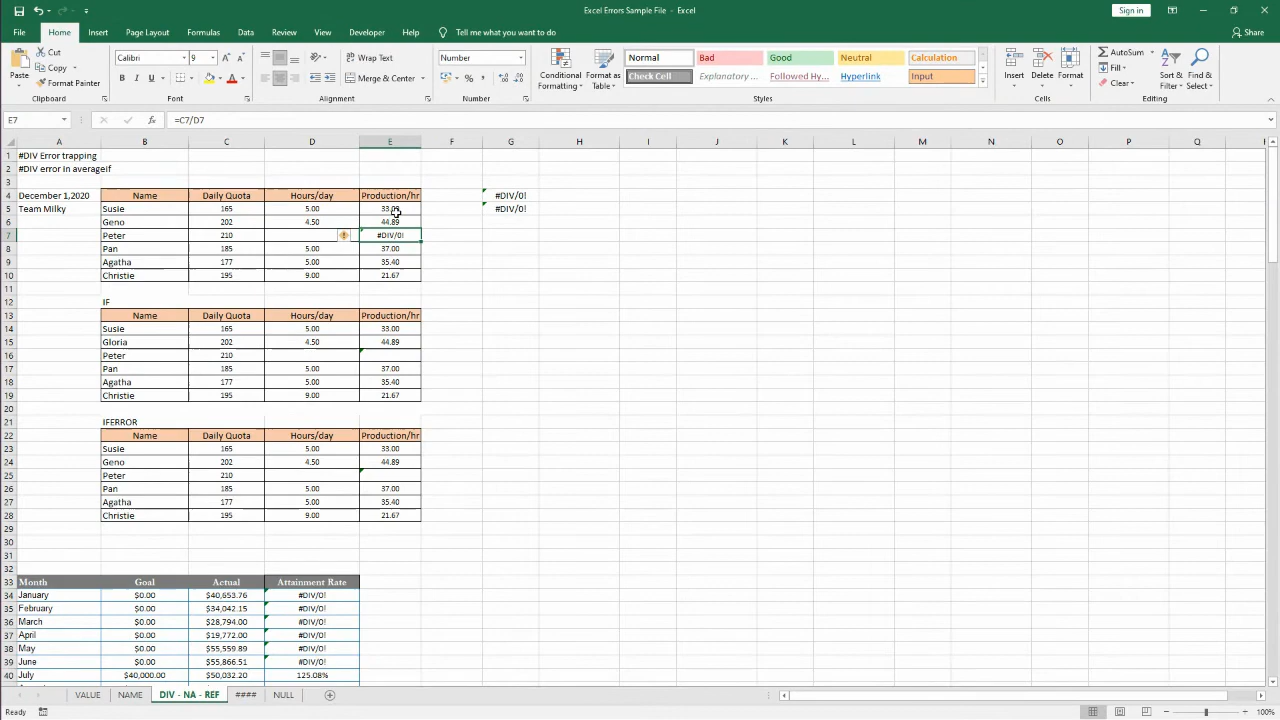 Excel Errors Sample File - Excel
Sign in
File Home Insert Page Layout Formulas Data Review View Developer Help Tell me what you want to do Share
Paste
Cut
Copy
Format Painter
Clipboard
Calibri 9
B I U
Font
Wrap Text
Merge & Center
Alignment
Number
Number
Conditional Formatting
Format as Table
Normal Bad Good Neutral Calculation
Check Cell Explanatory ... Followed Hy... Hyperlink Input
Styles
Insert Delete Format
Cells
AutoSum
Fill
Clear
Sort & Filter
Find & Select
Editing
E7 fx =C7/D7
A B C D E F G H I J K L M N O P Q
1 #DIV Error trapping
2 #DIV error in averageif
3
4 December 1,2020 Name Daily Quota Hours/day Production/hr #DIV/0!
5 Team Milky Susie 165 5.00 33.00 #DIV/0!
6 Geno 202 4.50 44.89
7 Peter 210 #DIV/0!
8 Pan 185 5.00 37.00
9 Agatha 177 5.00 35.40
10 Christie 195 9.00 21.67
11
12 IF
13 Name Daily Quota Hours/day Production/hr
14 Susie 165 5.00 33.00
15 Gloria 202 4.50 44.89
16 Peter 210
17 Pan 185 5.00 37.00
18 Agatha 177 5.00 35.40
19 Christie 195 9.00 21.67
20
21 IFERROR
22 Name Daily Quota Hours/day Production/hr
23 Susie 165 5.00 33.00
24 Geno 202 4.50 44.89
25 Peter 210
26 Pan 185 5.00 37.00
27 Agatha 177 5.00 35.40
28 Christie 195 9.00 21.67
29
30
31
32
33 Month Goal Actual Attainment Rate
34 January $0.00 $40,653.76 #DIV/0!
35 February $0.00 $34,042.15 #DIV/0!
36 March $0.00 $28,794.00 #DIV/0!
37 April $0.00 $19,772.00 #DIV/0!
38 May $0.00 $55,559.89 #DIV/0!
39 June $0.00 $55,866.51 #DIV/0!
40 July $40,000.00 $50,032.20 125.08%
VALUE NAME DIV - NA - REF #### NULL
Ready 100%